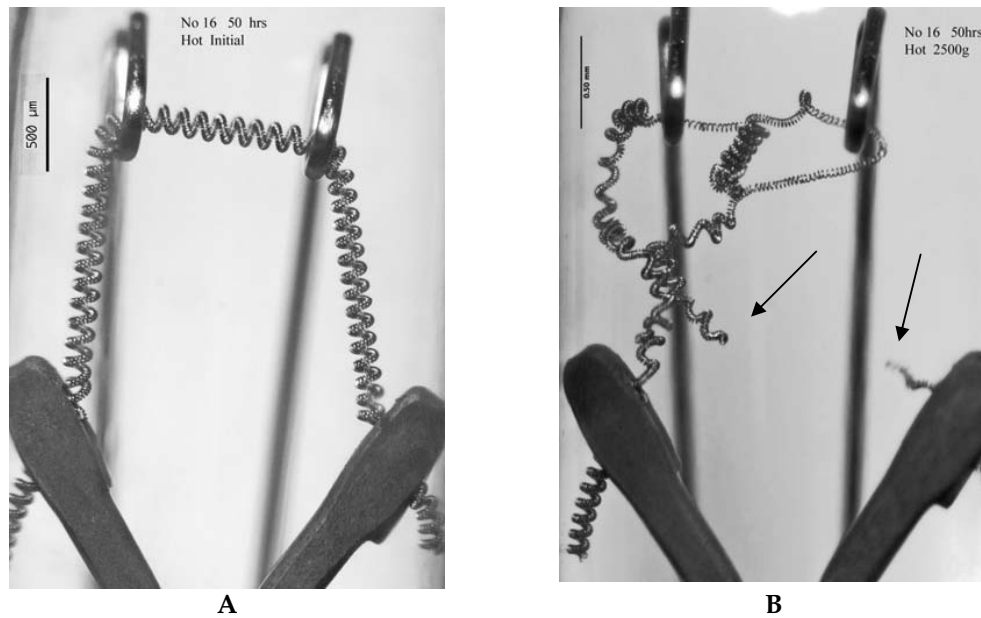 No 16 50 hrs
Hot Initial
500 µm
No 16 50hrs
Hot 2500g
0.50 mm
A
B